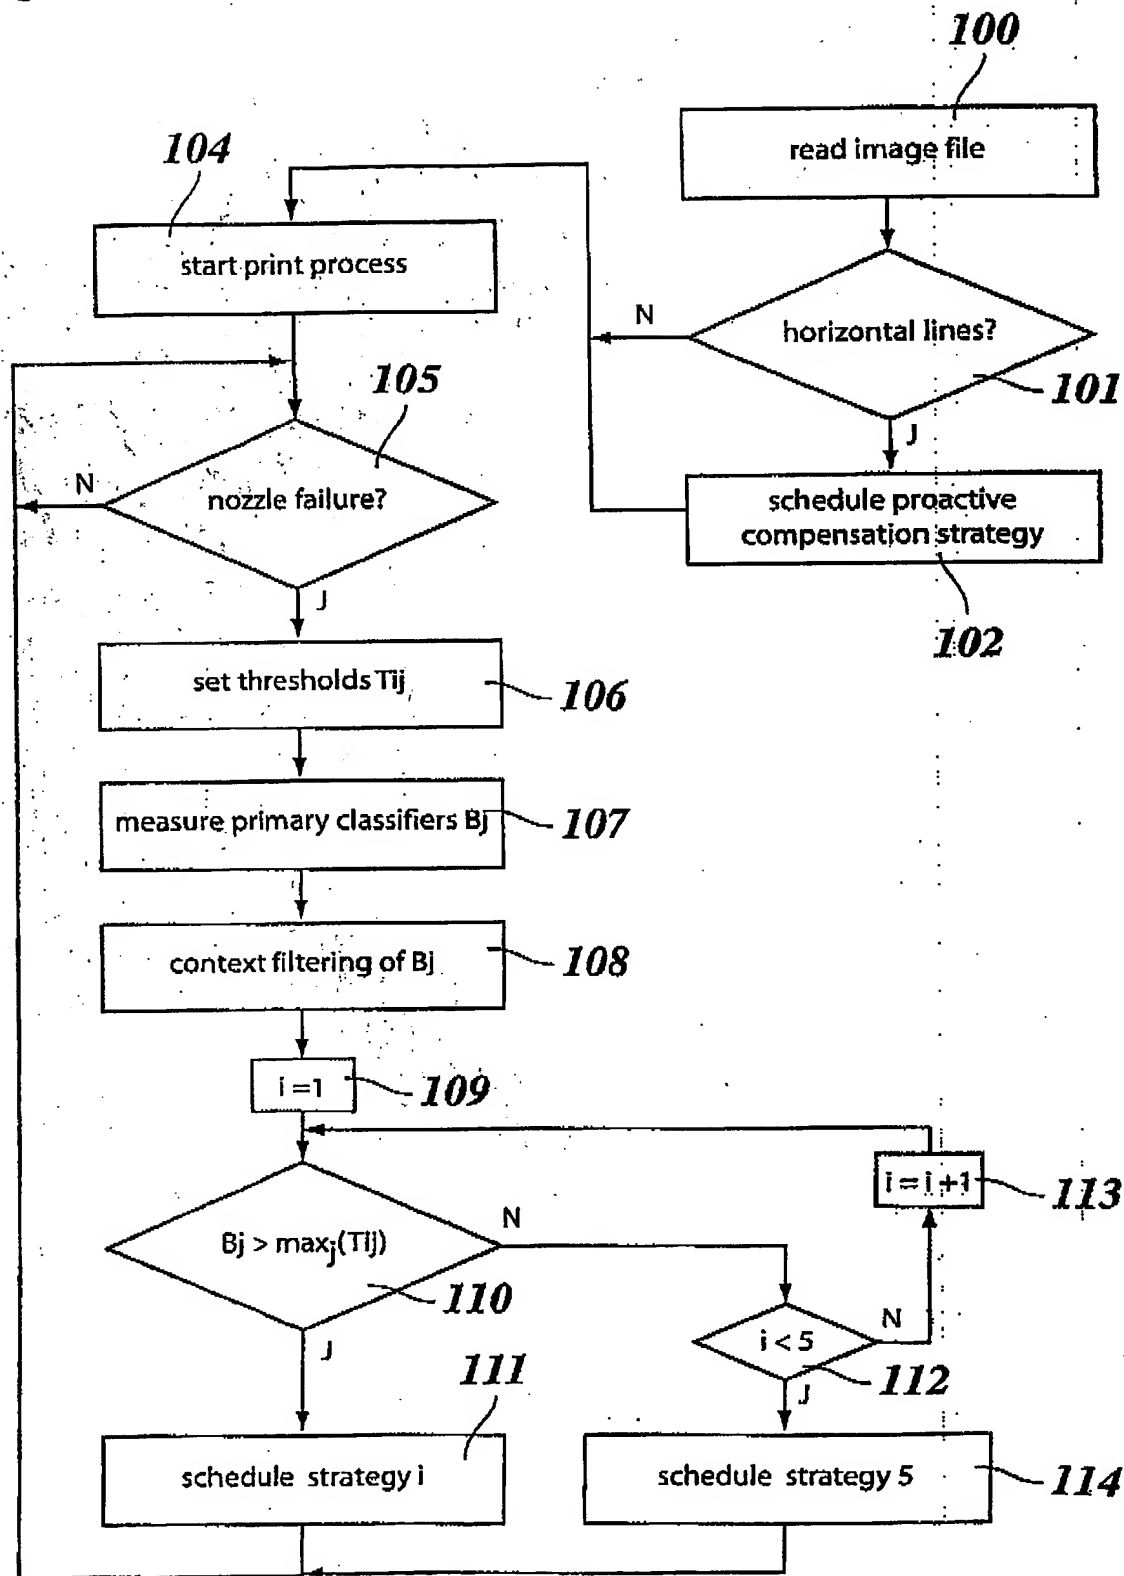 100
read image file
104
start print process
N
horizontal lines?
101
J
105
N
nozzle failure?
schedule proactive
compensation strategy
102
J
set thresholds Tij
106
measure primary classifiers Bj
107
context filtering of Bj
108
i=1
109
i = i +1
113
N
Bj > maxj(Tij)
110
i < 5
N
112
J
J
111
schedule strategy i
schedule strategy 5
114